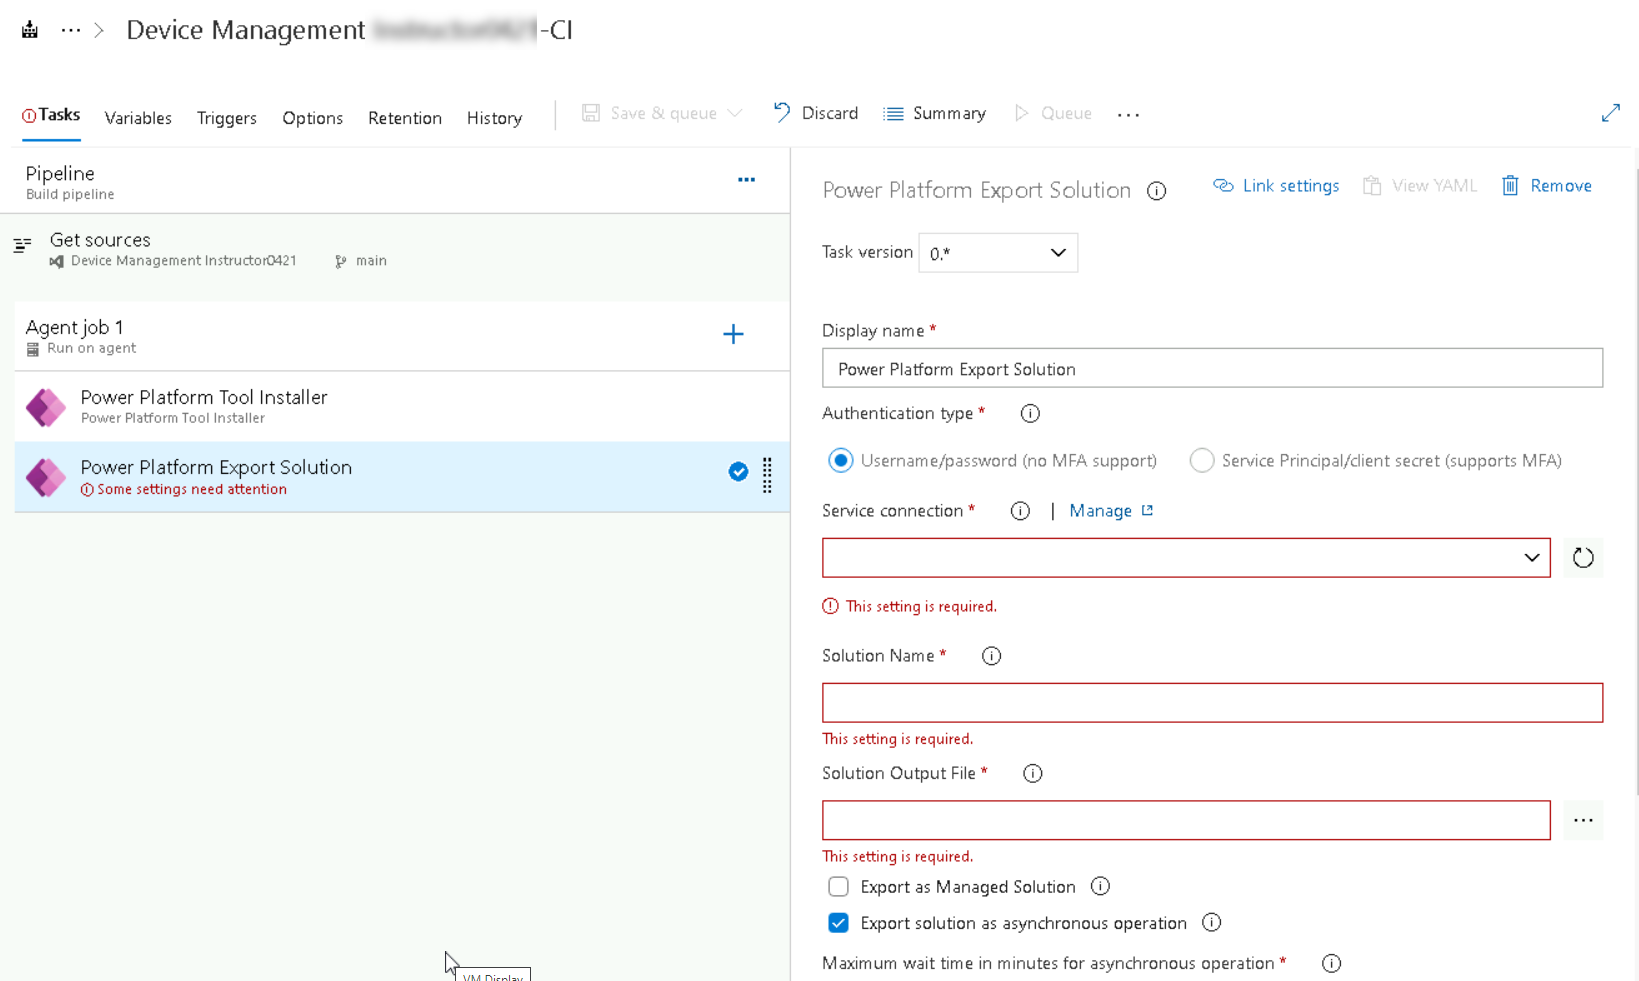 Device Management -CI
Tasks Variables Triggers Options Retention History Save & queue Discard Summary Queue ...
Pipeline
Build pipeline
...
Get sources
Device Management Instructor0421 main
Agent job 1
Run on agent
Power Platform Tool Installer
Power Platform Tool Installer
Power Platform Export Solution
Some settings need attention
Power Platform Export Solution Link settings View YAML Remove
Task version 0.*
Display name *
Power Platform Export Solution
Authentication type *
Username/password (no MFA support) Service Principal/client secret (supports MFA)
Service connection * | Manage
This setting is required.
Solution Name *
This setting is required.
Solution Output File *
...
This setting is required.
Export as Managed Solution
Export solution as asynchronous operation
Maximum wait time in minutes for asynchronous operation *
VM Display